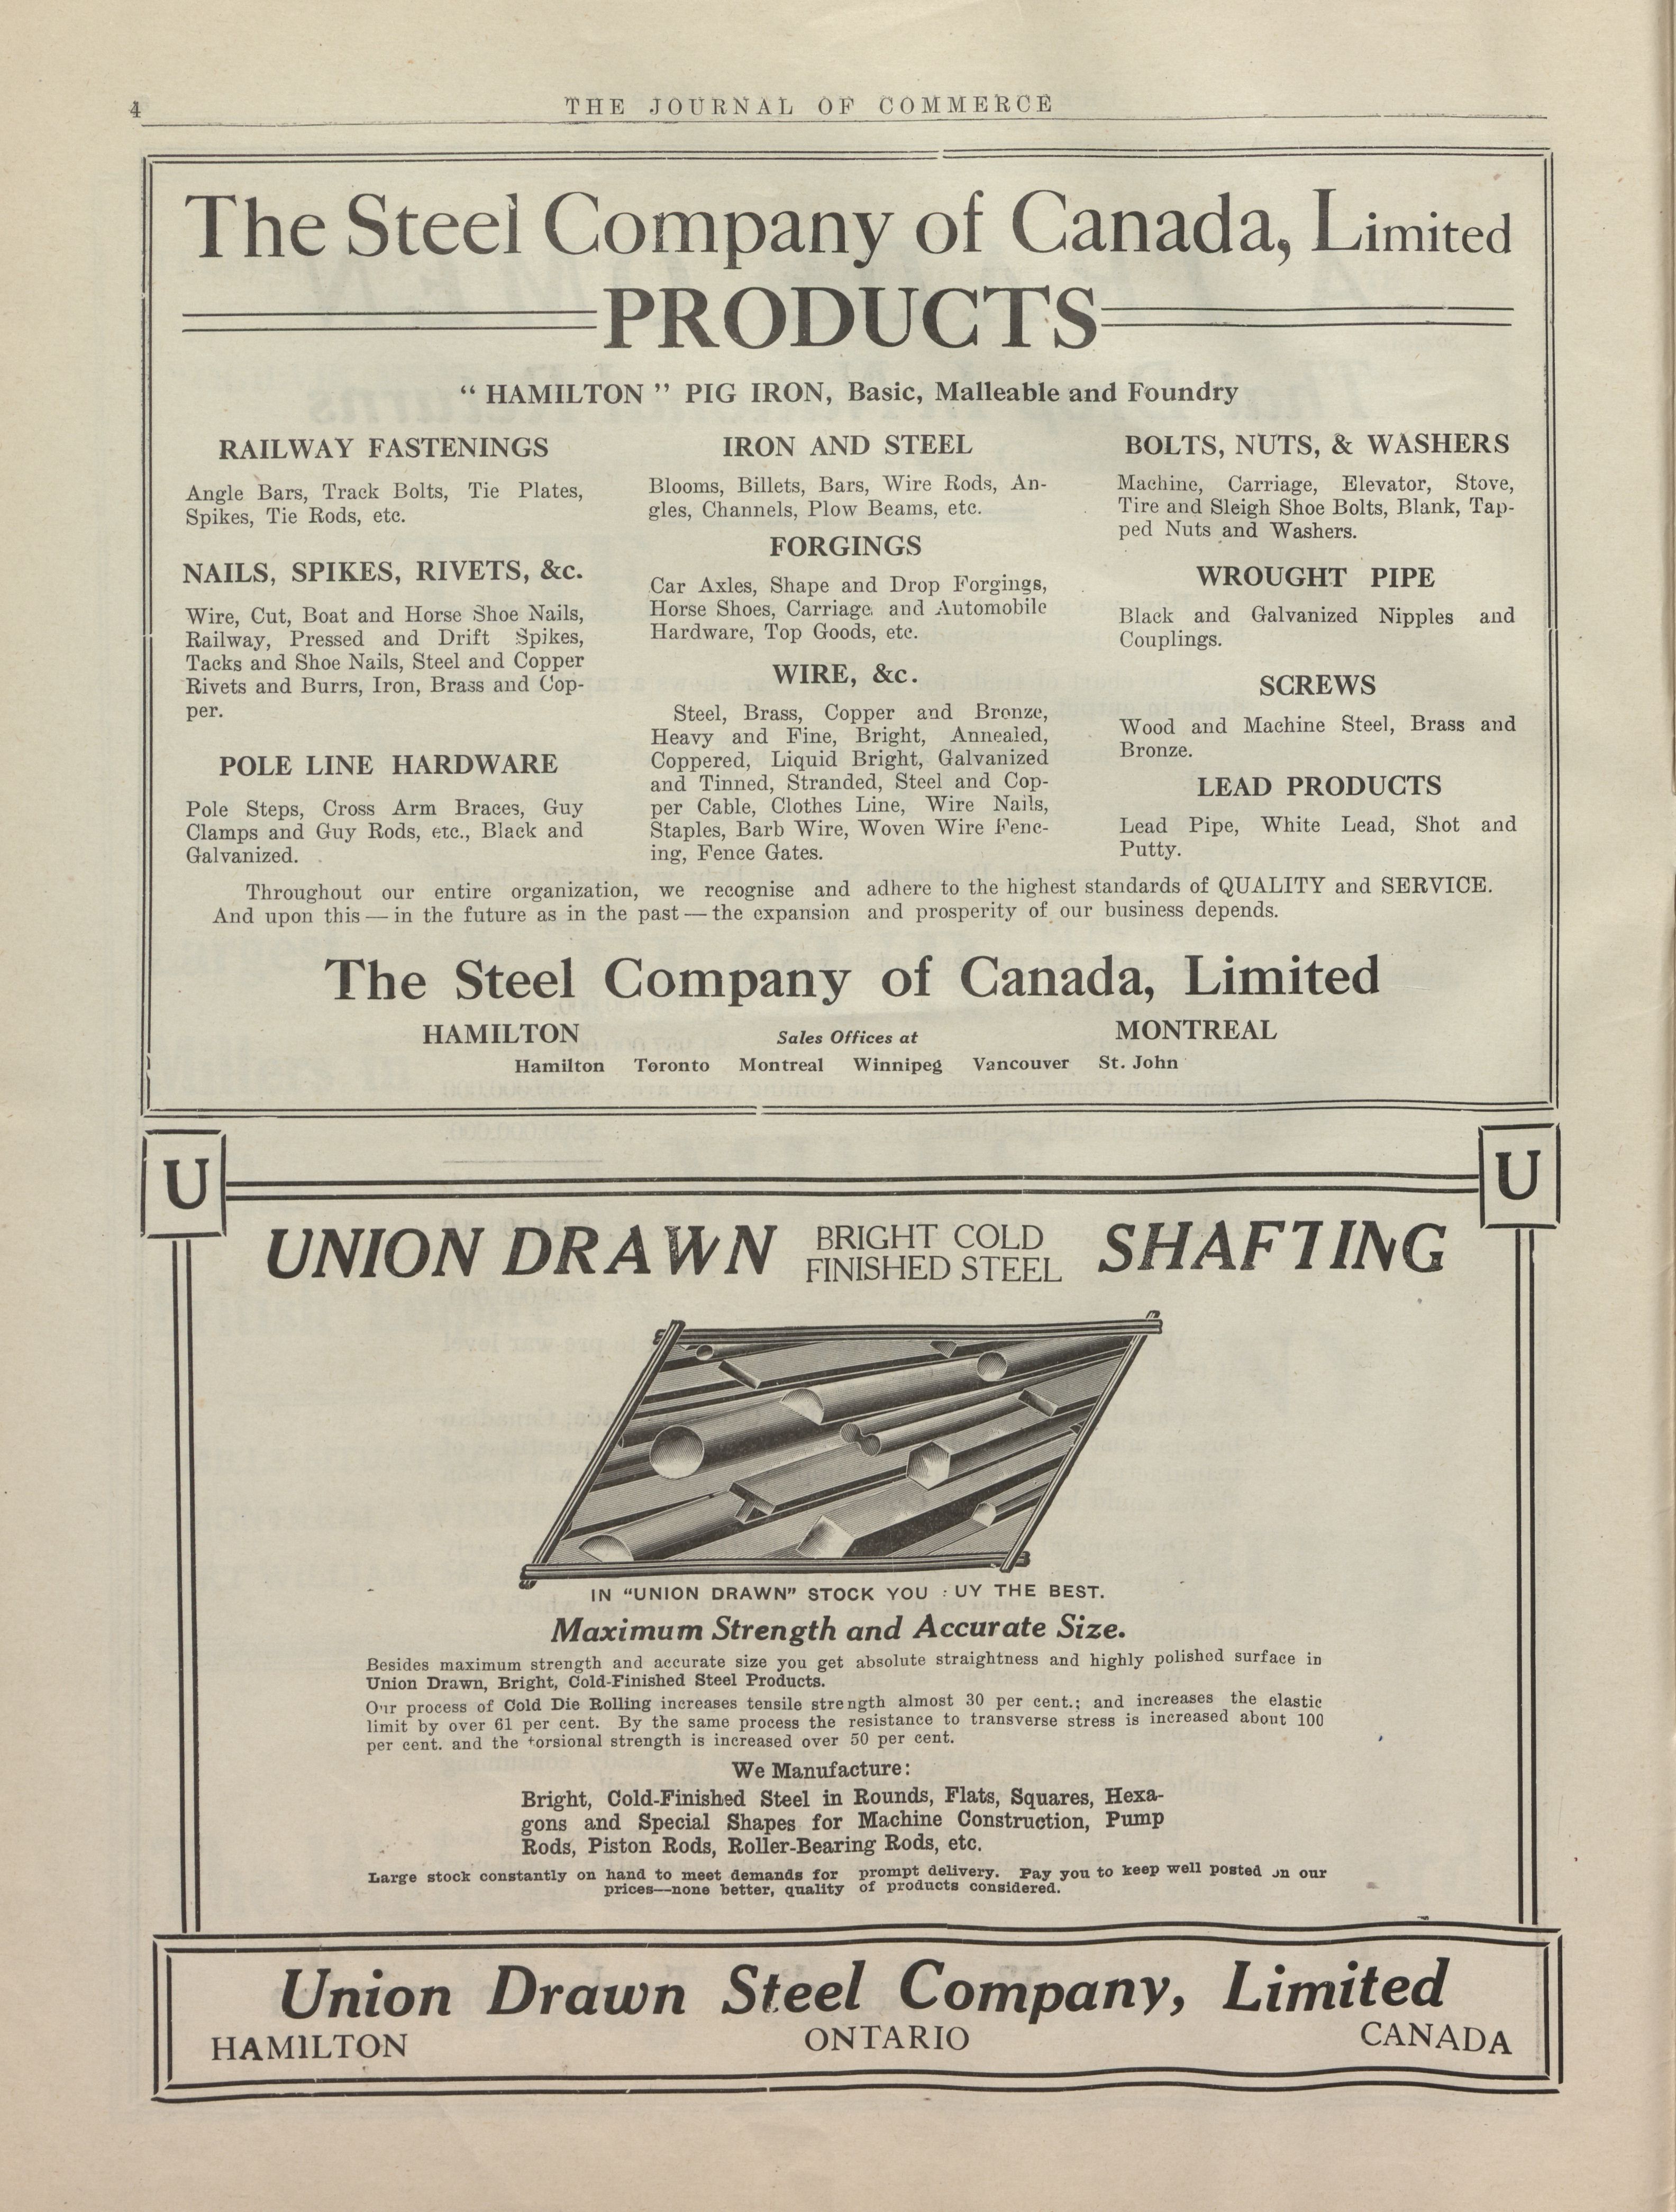 4
THE JOURNAL OF COMMERCE
The Steel Company of Canada, Limited
PRODUCTS
“ HAMILTON ” PIG IRON, Basic, Malleable and Foundry
RAILWAY FASTENINGS
Angle Bars, Track Bolts, Tie Plates,
Spikes, Tie Rods, etc.
NAILS, SPIKES, RIVETS, &c.
Wire, Cut, Boat and Horse Shoe Nails,
Railway, Pressed and Drift Spikes,
Tacks and Shoe Nails, Steel and Copper
Rivets and Burrs, Iron, Brass and Cop-
per.
POLE LINE HARDWARE
Pole Steps, Cross Arm Braces, Guy
Clamps and Guy Rods, etc., Black and
Galvanized.
IRON AND STEEL
Blooms, Billets, Bars, Wire Rods, An-
gles, Channels, Plow Beams, etc.
FORGINGS
Car Axles, Shape and Drop Forgings,
Horse Shoes, Carriage and Automobile
Hardware, Top Goods, etc.
WIRE, &c.
Steel, Brass, Copper and Bronze,
Heavy and Fine, Bright, Annealed,
Coppered, Liquid Bright, Galvanized
and Tinned, Stranded, Steel and Cop-
per Cable, Clothes Line, Wire Nails,
Staples, Barb Wire, Woven Wire Fenc-
ing, Fence Gates.
BOLTS, NUTS, & WASHERS
Machine, Carriage, Elevator, Stove,
Tire and Sleigh Shoe Bolts, Blank, Tap-
ped Nuts and Washers.
WROUGHT PIPE
Black and Galvanized Nipples and
Couplings.
SCREWS
Wood and Machine Steel, Brass and
Bronze.
LEAD PRODUCTS
Lead Pipe, White Lead, Shot and
Putty.
Throughout our entire organization, we recognise and adhere to the highest standards of QUALITY and SERVICE.
And upon this — in the future as in the past — the expansion and prosperity of our business depends.
The Steel Company of Canada, Limited
HAMILTON Sales Offices at MONTREAL
Hamilton Toronto Montreal Winnipeg Vancouver St. John
U U
UNION DRAWN BRIGHT COLD FINISHED STEEL SHAFTING
IN “UNION DRAWN” STOCK YOU : UY THE BEST.
Maximum Strength and Accurate Size.
Besides maximum strength and accurate size you get absolute straightness and highly polished surface in
Union Drawn, Bright, Cold-Finished Steel Products.
Our process of Cold Die Rolling increases tensile strength almost 30 per cent.; and increases the elastic
limit by over 61 per cent. By the same process the resistance to transverse stress is increased about 100
per cent. and the torsional strength is increased over 50 per cent.
We Manufacture:
Bright, Cold-Finished Steel in Rounds, Flats, Squares, Hexa-
gons and Special Shapes for Machine Construction, Pump
Rods, Piston Rods, Roller-Bearing Rods, etc.
Large stock constantly on hand to meet demands for prompt delivery. Pay you to keep well posted on our
prices—none better, quality of products considered.
Union Drawn Steel Company, Limited
HAMILTON ONTARIO CANADA